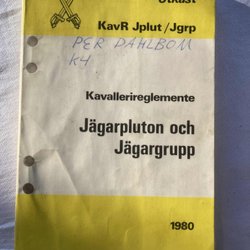 Utkast
KavR Jplut/Jgrp
PER DAHLBOM
K4
Kavallerireglemente
Jägarpluton och
Jägargrupp
1980